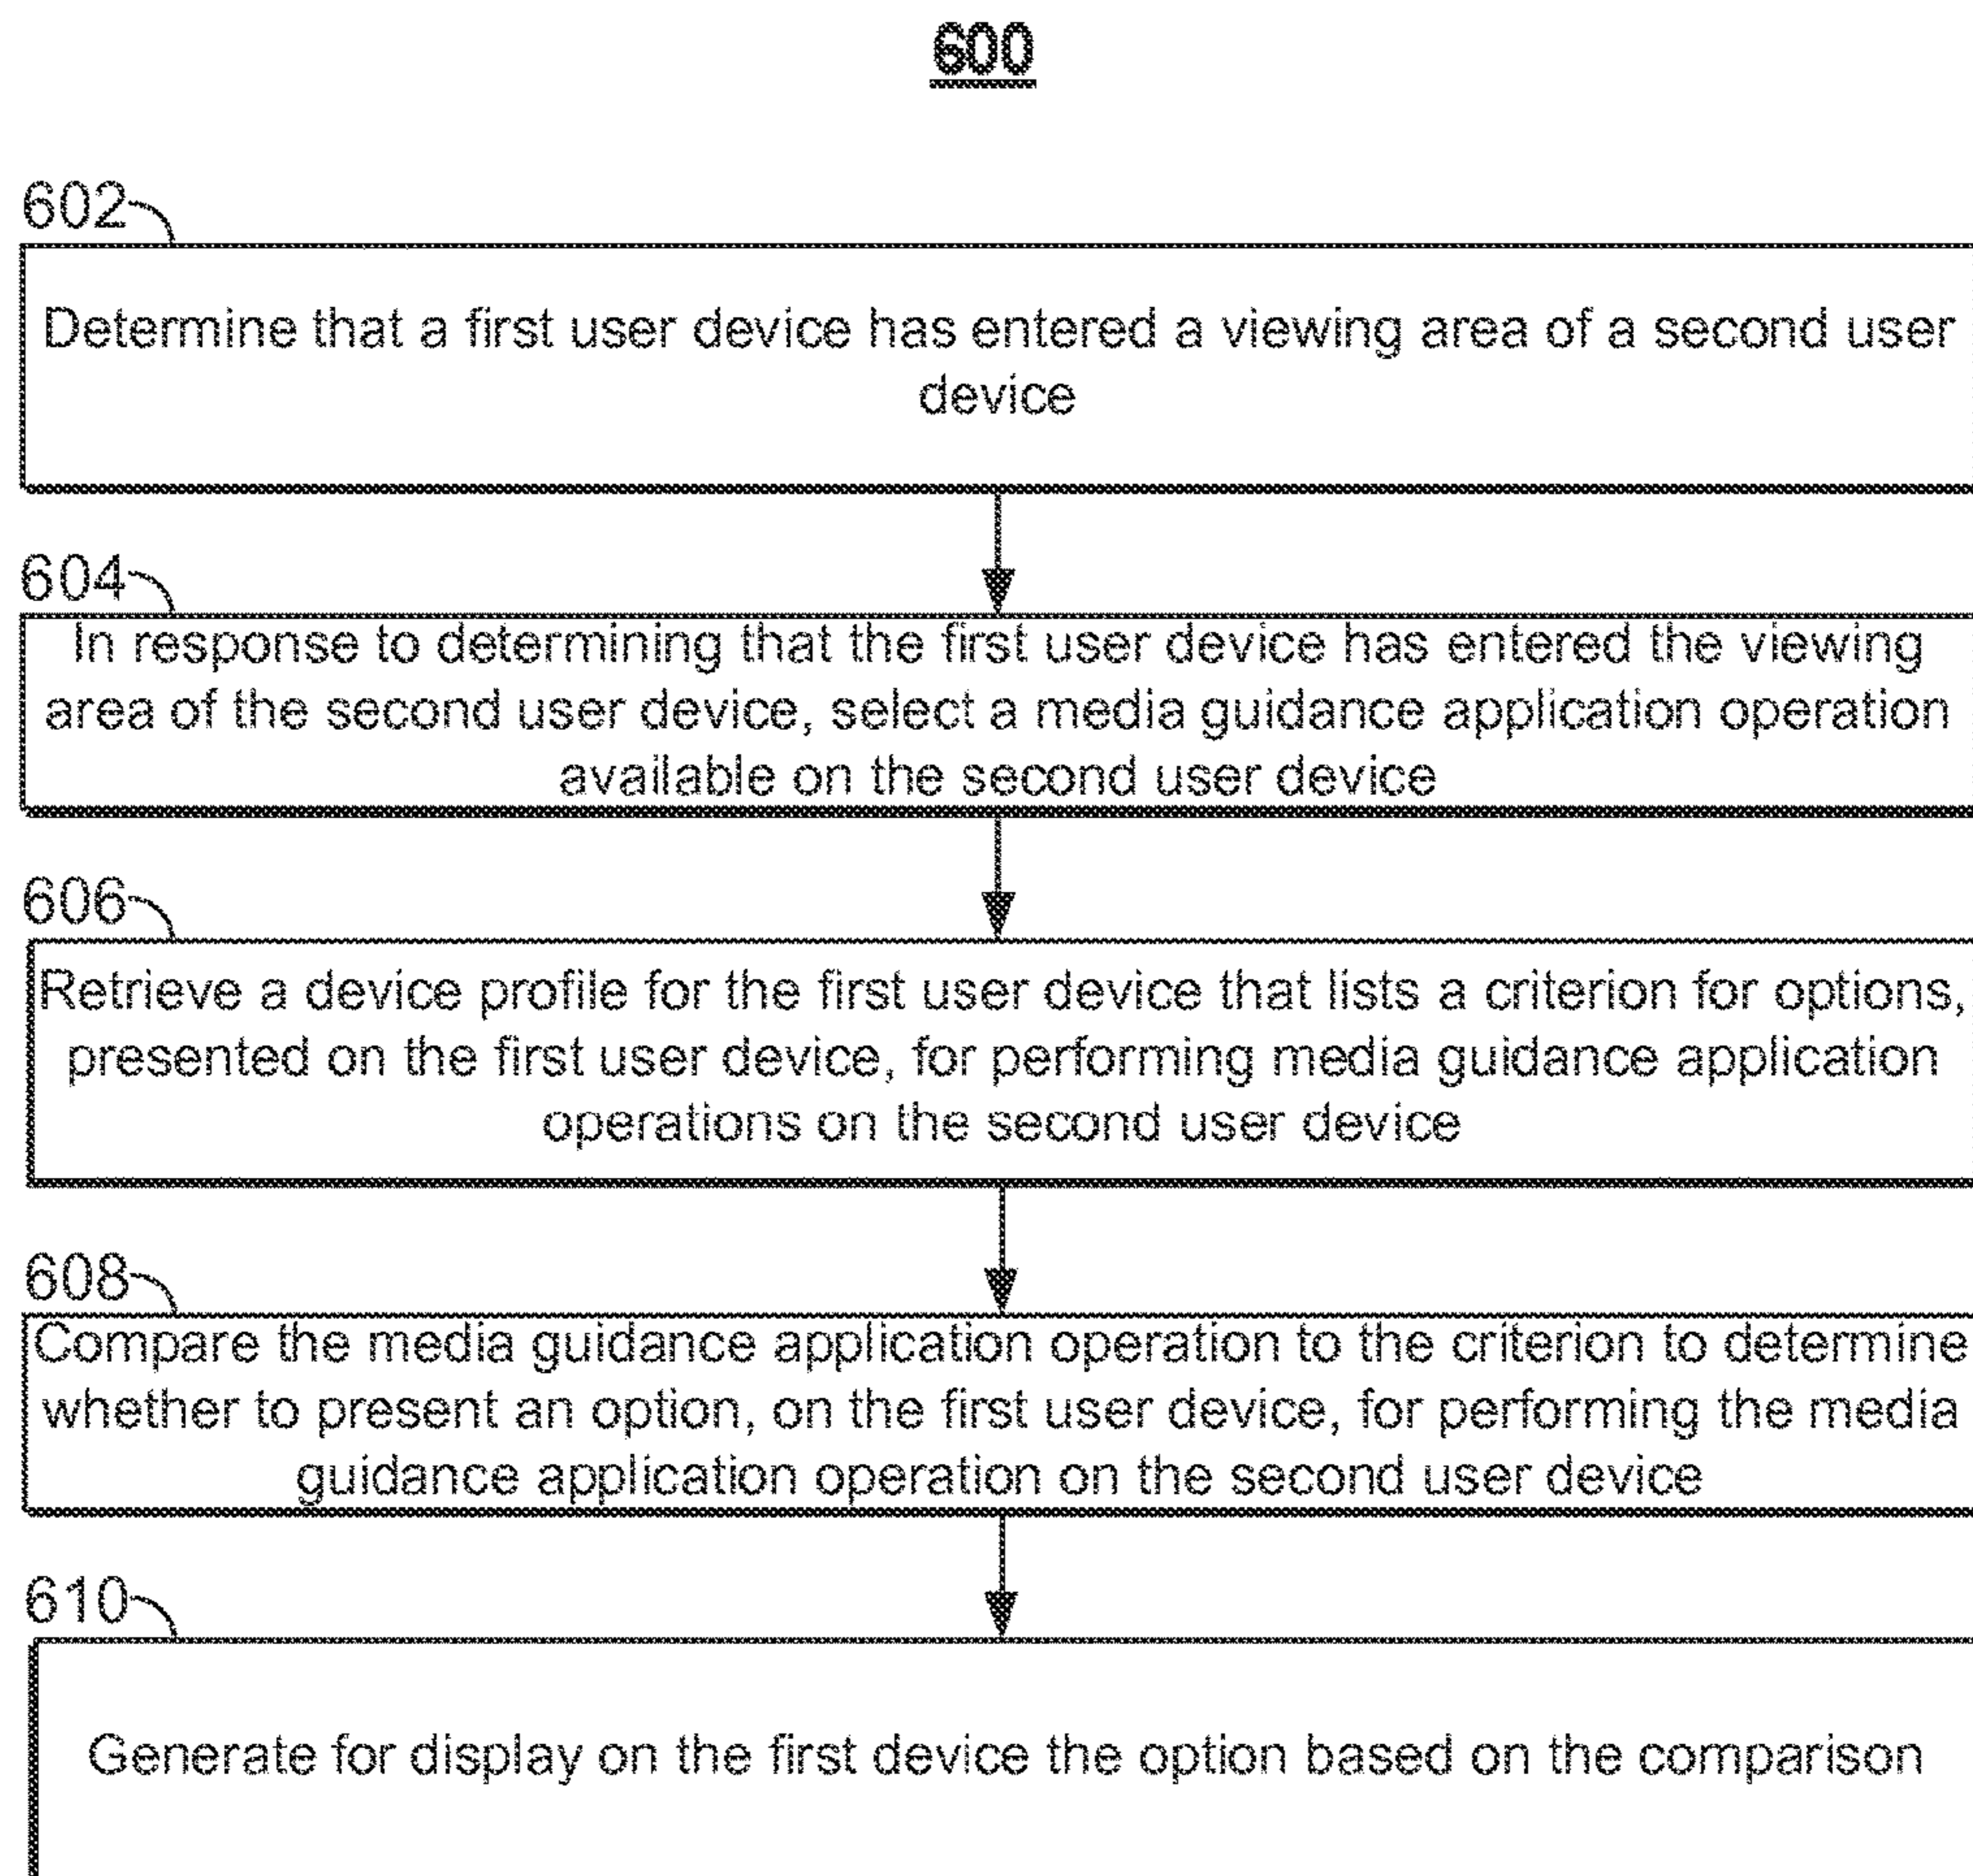 600
602
Determine that a first user device has entered a viewing area of a second user
device
604
In response to determining that the first user device has entered the viewing
area of the second user device, select a media guidance application operation
available on the second user device
606
Retrieve a device profile for the first user device that lists a criterion for options,
presented on the first user device, for performing media guidance application
operations on the second user device
608
Compare the media guidance application operation to the criterion to determine
whether to present an option, on the first user device, for performing the media
guidance application operation on the second user device
610
Generate for display on the first device the option based on the comparison